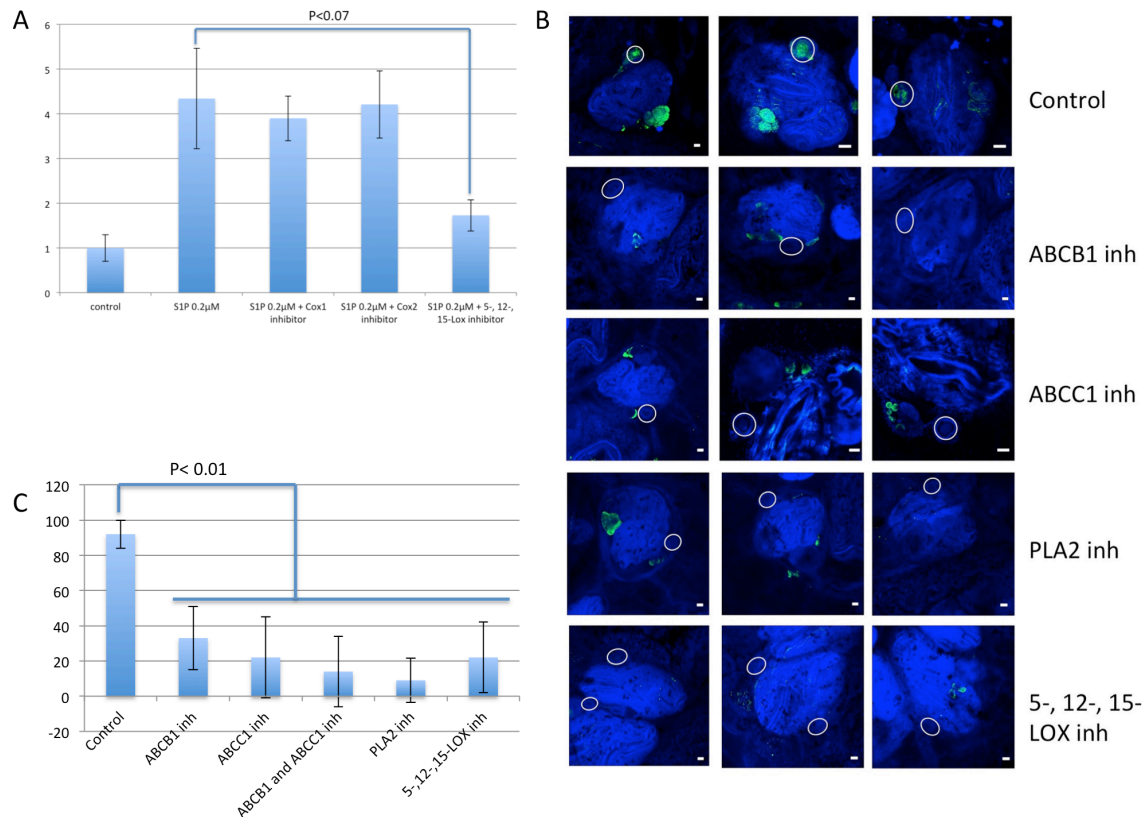 A
P<0.07
6
5
4
3
2
1
0
control
S1P 0.2μM
S1P 0.2μM + Cox1
inhibitor
S1P 0.2μM + Cox2
inhibitor
S1P 0.2μM + 5-, 12-,
15-Lox inhibitor
B
Control
ABCB1 inh
ABCC1 inh
PLA2 inh
5-, 12-, 15-
LOX inh
C
P< 0.01
120
100
80
60
40
20
0
-20
Control
ABCB1 inh
ABCC1 inh
ABCB1 and ABCC1 inh
PLA2 inh
5-,12-,15-LOX inh